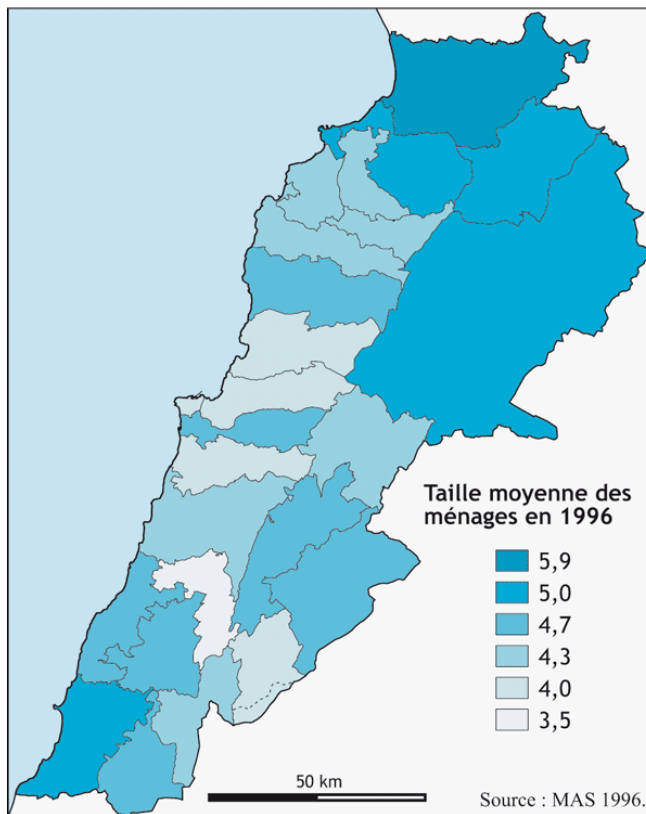 Taille moyenne des
ménages en 1996
5,9
5,0
4,7
4,3
4,0
3,5
50 km
Source : MAS 1996.